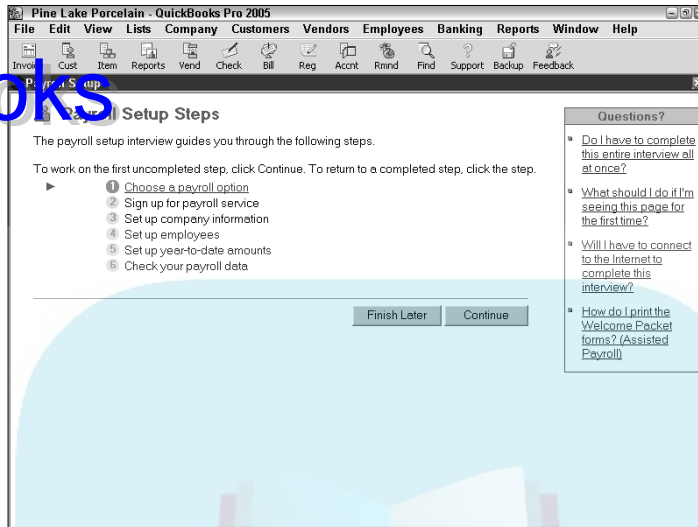 Pine Lake Porcelain - QuickBooks Pro 2005
File Edit View Lists Company Customers Vendors Employees Banking Reports Window Help
Cust Item Reports Vend Check Bill Reg Accnt Rmnd Find Support Backup Feedback
oks
Setup Steps
The payroll setup interview guides you through the following steps.
To work on the first uncompleted step, click Continue. To return to a completed step, click the step.
1 Choose a payroll option
2 Sign up for payroll service
3 Set up company information
4 Set up employees
5 Set up year-to-date amounts
6 Check your payroll data
Finish Later Continue
Questions?
Do I have to complete
this entire interview all
at once?
What should I do if I'm
seeing this page for
the first time?
Will I have to connect
to the Internet to
complete this
interview?
How do I print the
Welcome Packet
forms? (Assisted
Payroll)